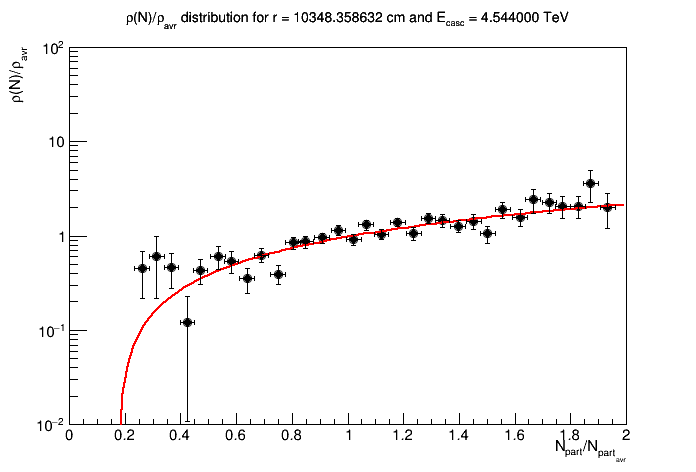 ρ(N)/ρavr distribution for r = 10348.358632 cm and Ecasc = 4.544000 TeV
ρ(N)/ρavr
10²
10
1
10⁻¹
10⁻²
0 0.2 0.4 0.6 0.8 1 1.2 1.4 1.6 1.8 2
Npart/Npartavr